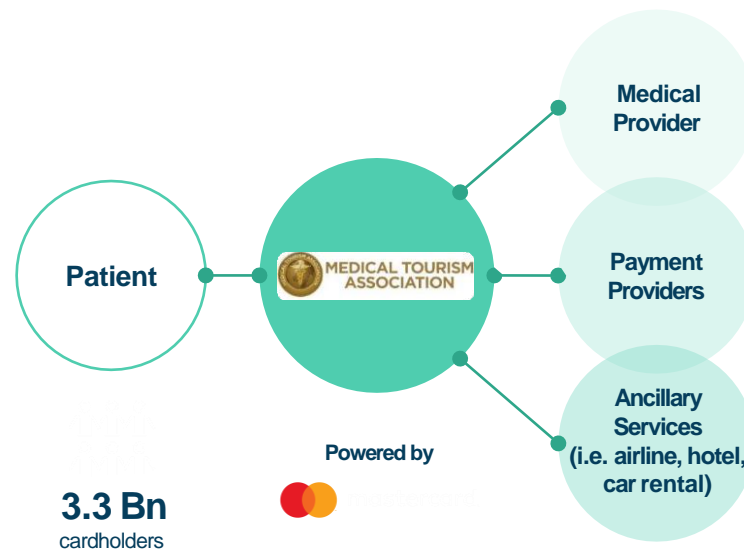 Medical
Provider
Patient
MEDICAL TOURISM
ASSOCIATION
Payment
Providers
Ancillary
Services
(i.e. airline, hotel,
car rental)
Powered by
3.3 Bn
cardholders